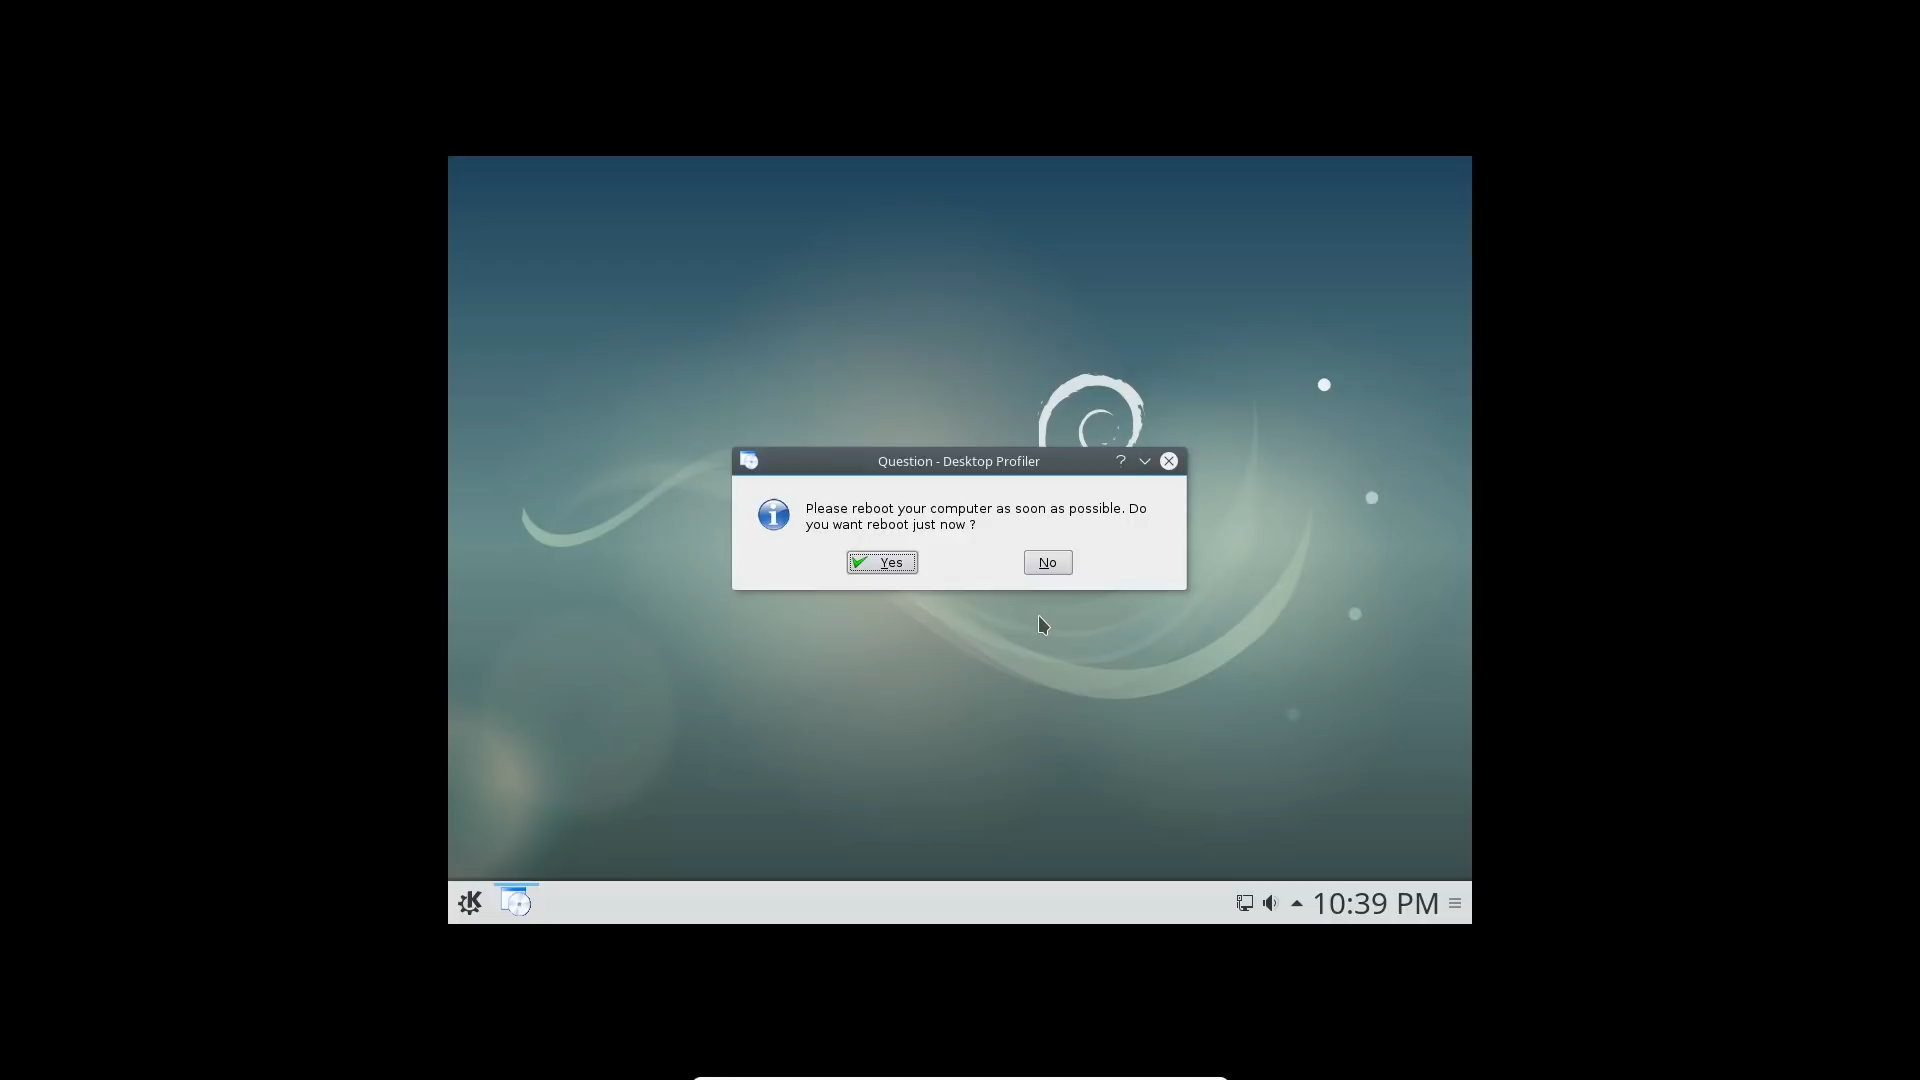 Question - Desktop Profiler
Please reboot your computer as soon as possible. Do
you want reboot just now ?
Yes
No
10:39 PM